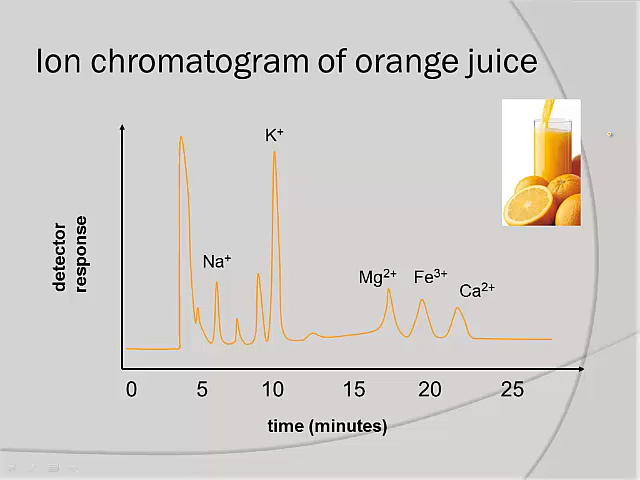 Ion chromatogram of orange juice
K⁺
Na⁺
Mg²⁺ Fe³⁺
Ca²⁺
detector
response
0 5 10 15 20 25
time (minutes)